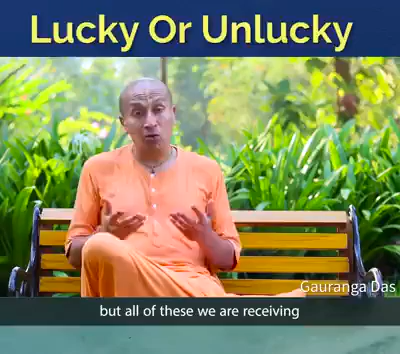 Lucky Or Unlucky
Gauranga Das
but all of these we are receiving